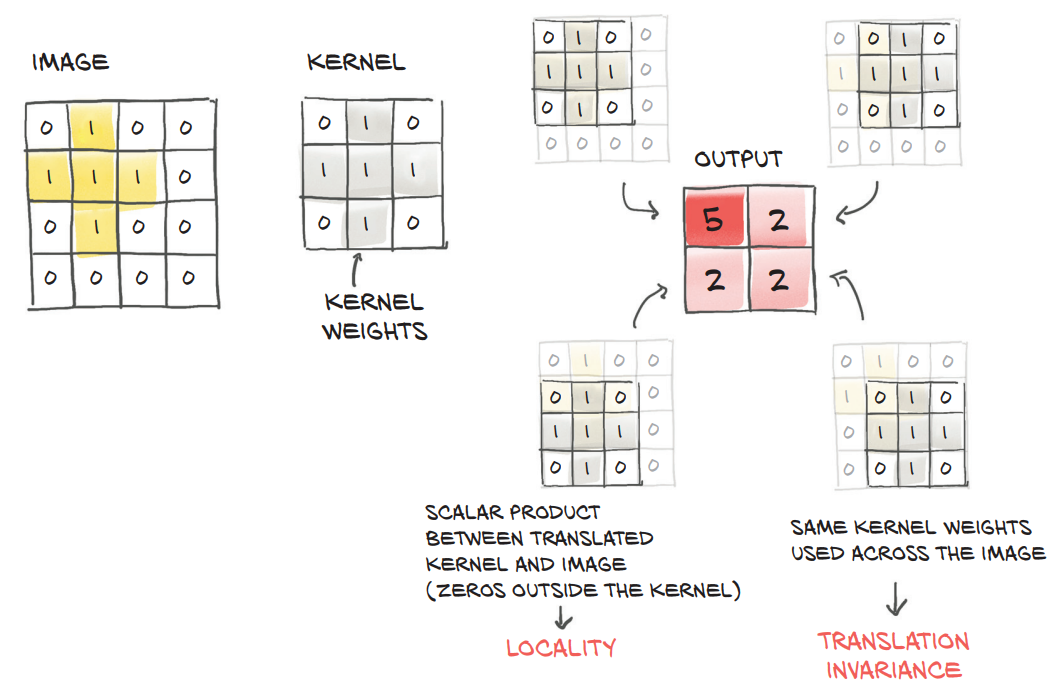 IMAGE
0 1 0 0
1 1 1 0
0 1 0 0
0 0 0 0
KERNEL
0 1 0
1 1 1
0 1 0
KERNEL
WEIGHTS
0 1 0 0
1 1 1 0
0 1 0 0
0 0 0 0
0 0 1 0
1 1 1 1
0 0 1 0
0 0 0 0
OUTPUT
5 2
2 2
0 1 0 0
0 1 0 0
1 1 1 0
0 1 0 0
0 1 0 0
1 0 1 0
0 1 1 1
0 0 1 0
SCALAR PRODUCT
BETWEEN TRANSLATED
KERNEL AND IMAGE
(ZEROS OUTSIDE THE KERNEL)
LOCALITY
SAME KERNEL WEIGHTS
USED ACROSS THE IMAGE
TRANSLATION
INVARIANCE